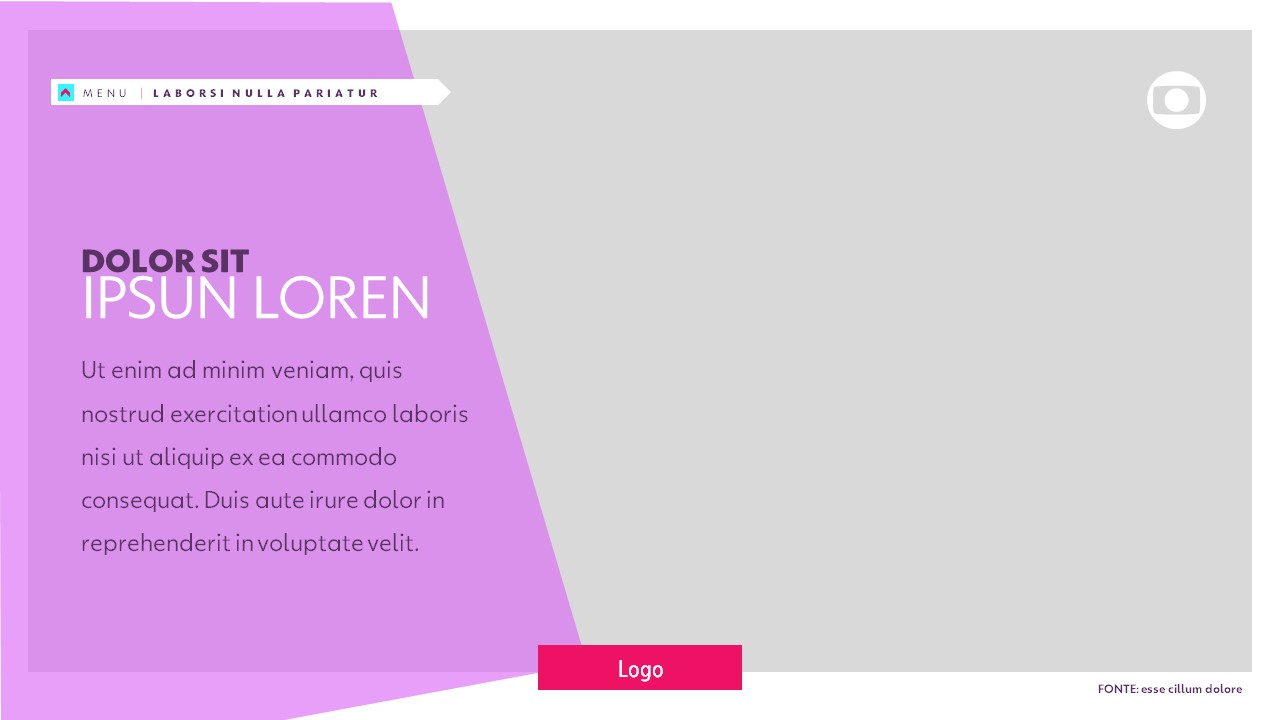 MENU | LABORSI NULLA PARIATUR
DOLOR SIT
IPSUN LOREN
Ut enim ad minim veniam, quis
nostrud exercitation ullamco laboris
nisi ut aliquip ex ea commodo
consequat. Duis aute irure dolor in
reprehenderit in voluptate velit.
Logo
FONTE: esse cillum dolore